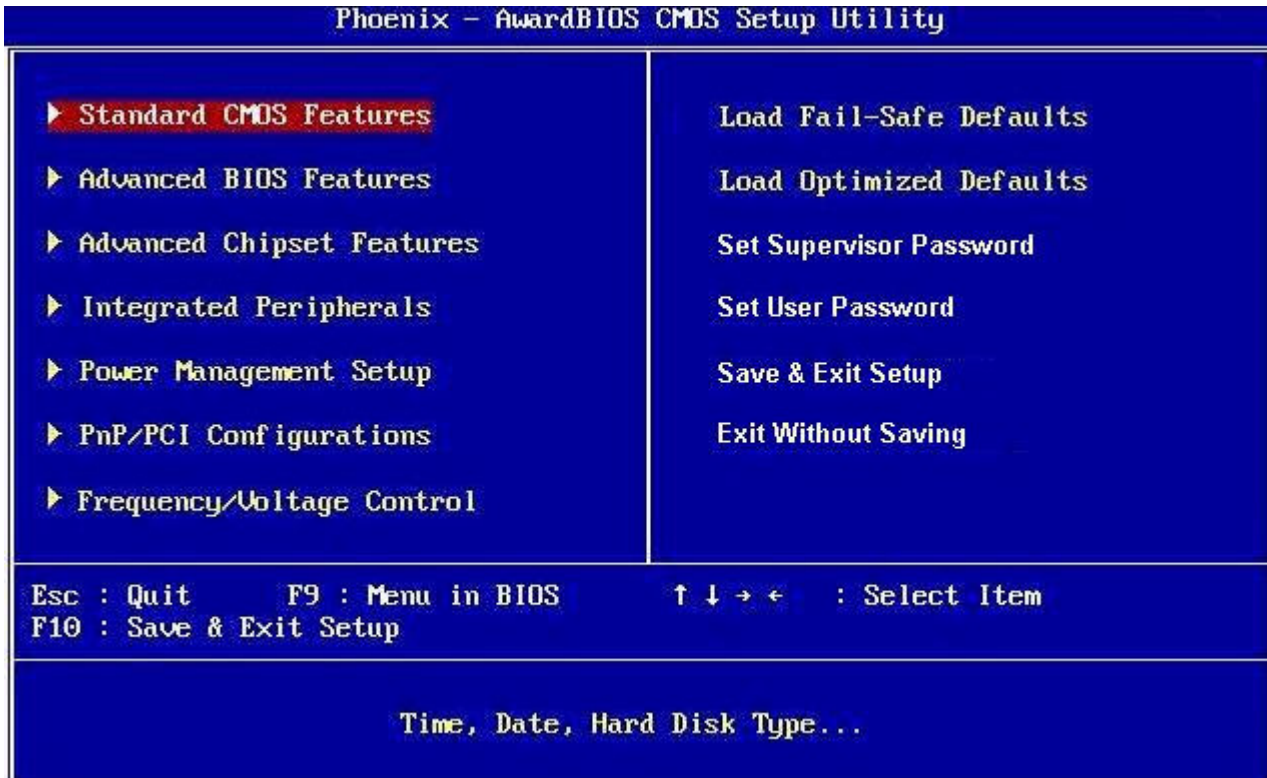 Phoenix - AwardBIOS CMOS Setup Utility
Standard CMOS Features
Advanced BIOS Features
Advanced Chipset Features
Integrated Peripherals
Power Management Setup
PnP/PCI Configurations
Frequency/Voltage Control
Load Fail-Safe Defaults
Load Optimized Defaults
Set Supervisor Password
Set User Password
Save & Exit Setup
Exit Without Saving
Esc : Quit F9 : Menu in BIOS ↑ ↓ → ← : Select Item
F10 : Save & Exit Setup
Time, Date, Hard Disk Type...